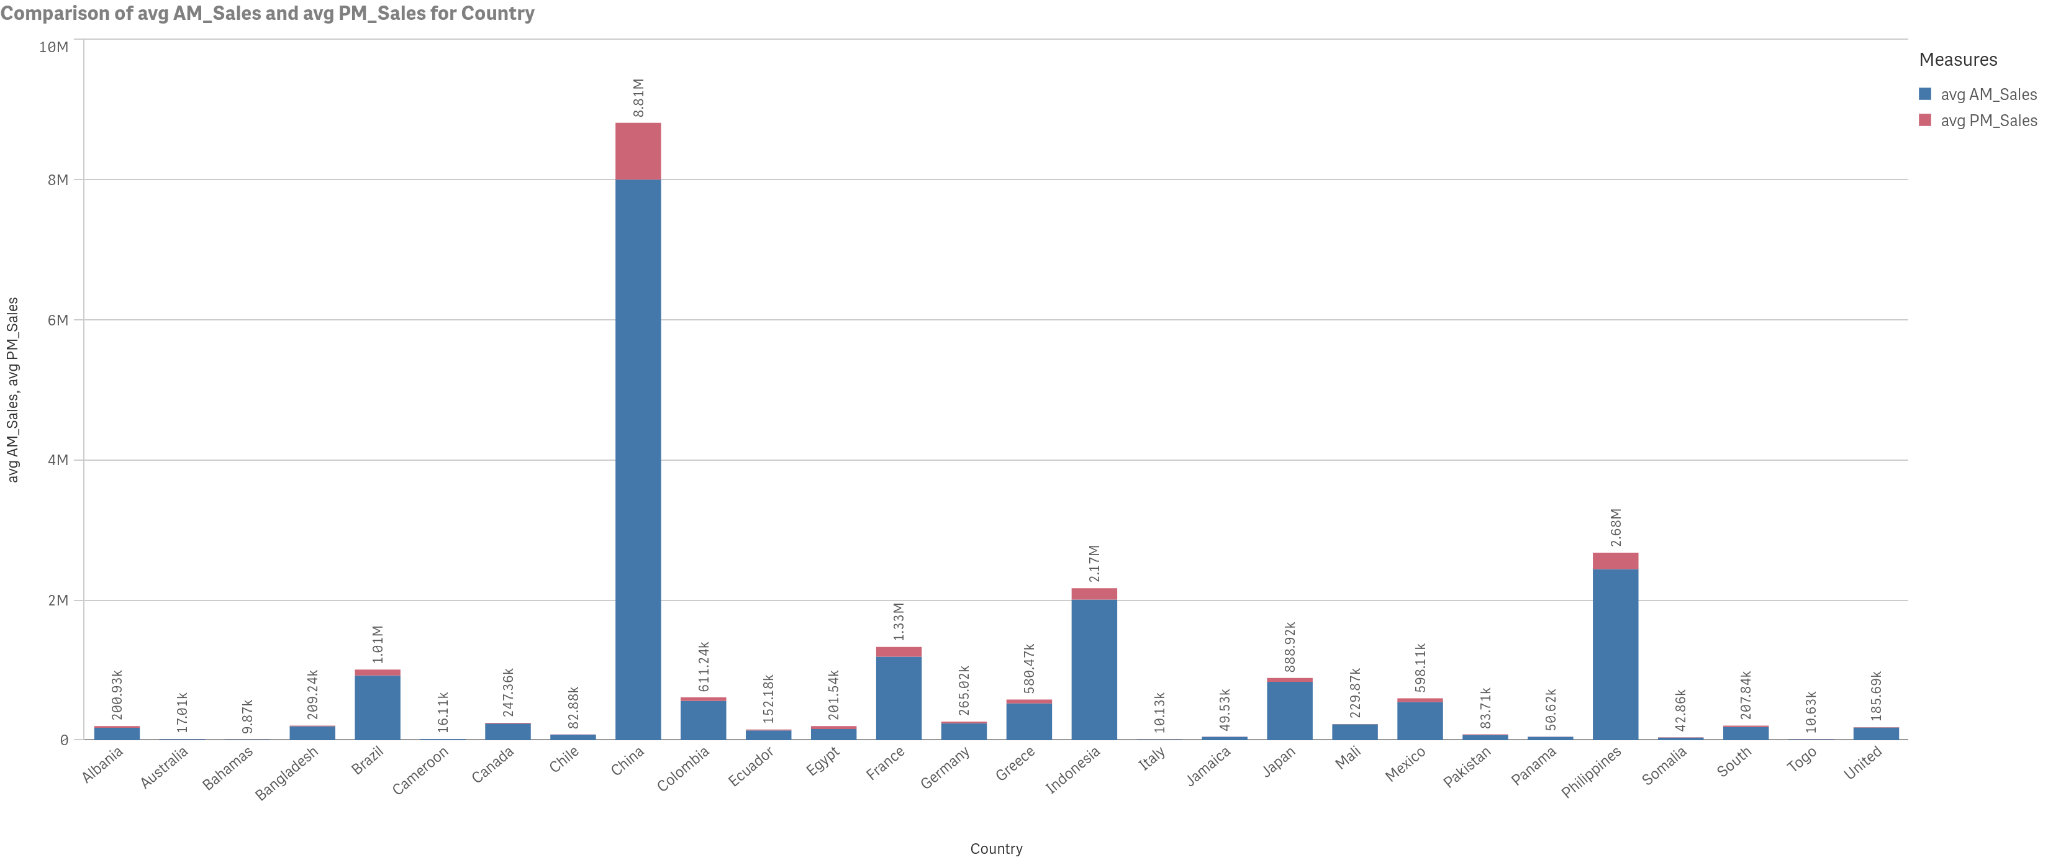 Comparison of avg AM_Sales and avg PM_Sales for Country
avg AM_Sales, avg PM_Sales
10M
8M
6M
4M
2M
0
200.93k
17.01k
9.87k
209.24k
1.01M
16.11k
247.36k
82.88k
8.81M
611.24k
152.18k
201.54k
1.33M
265.02k
580.47k
2.17M
10.13k
49.53k
888.92k
229.87k
598.11k
83.71k
50.62k
2.68M
42.86k
207.84k
10.63k
185.69k
Albania
Australia
Bahamas
Bangladesh
Brazil
Cameroon
Canada
Chile
China
Colombia
Ecuador
Egypt
France
Germany
Greece
Indonesia
Italy
Jamaica
Japan
Mali
Mexico
Pakistan
Panama
Philippines
Somalia
South
Togo
United
Country
Measures
avg AM_Sales
avg PM_Sales